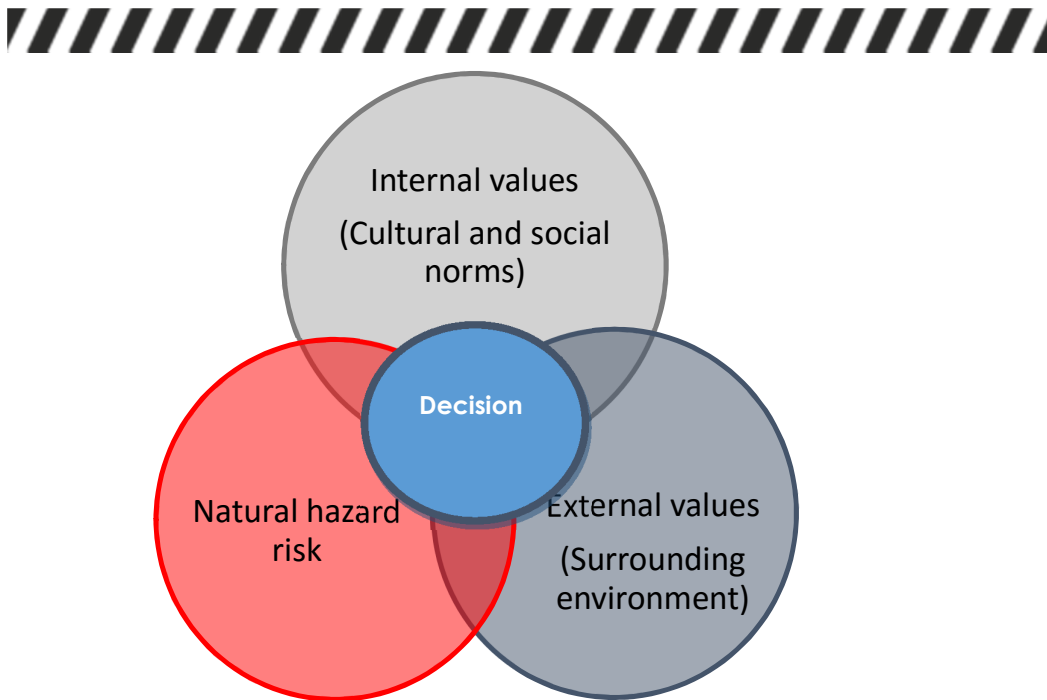 Internal values
(Cultural and social
norms)
Decision
Natural hazard
risk
External values
(Surrounding
environment)